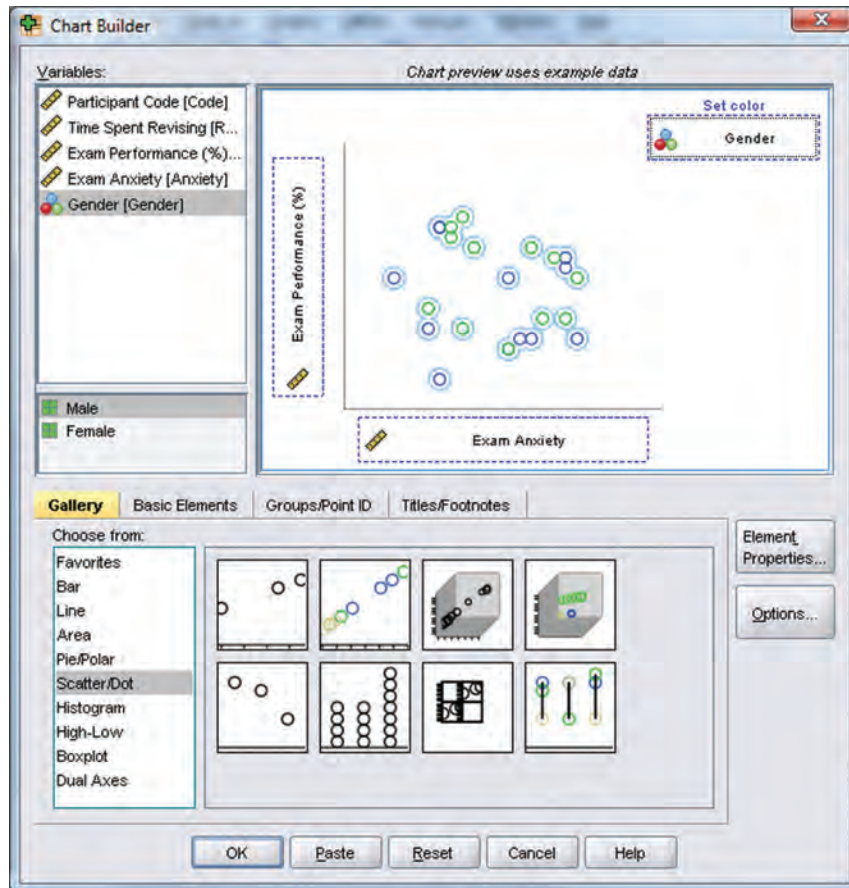 Chart Builder
Variables:
Chart preview uses example data
Participant Code [Code]
Time Spent Revising [R...
Exam Performance (%)...
Exam Anxiety [Anxiety]
Gender [Gender]
Male
Female
Set color
Gender
Exam Performance (%)
Exam Anxiety
Gallery Basic Elements Groups/Point ID Titles/Footnotes
Choose from:
Favorites
Bar
Line
Area
Pie/Polar
Scatter/Dot
Histogram
High-Low
Boxplot
Dual Axes
Element
Properties...
Options...
OK Paste Reset Cancel Help